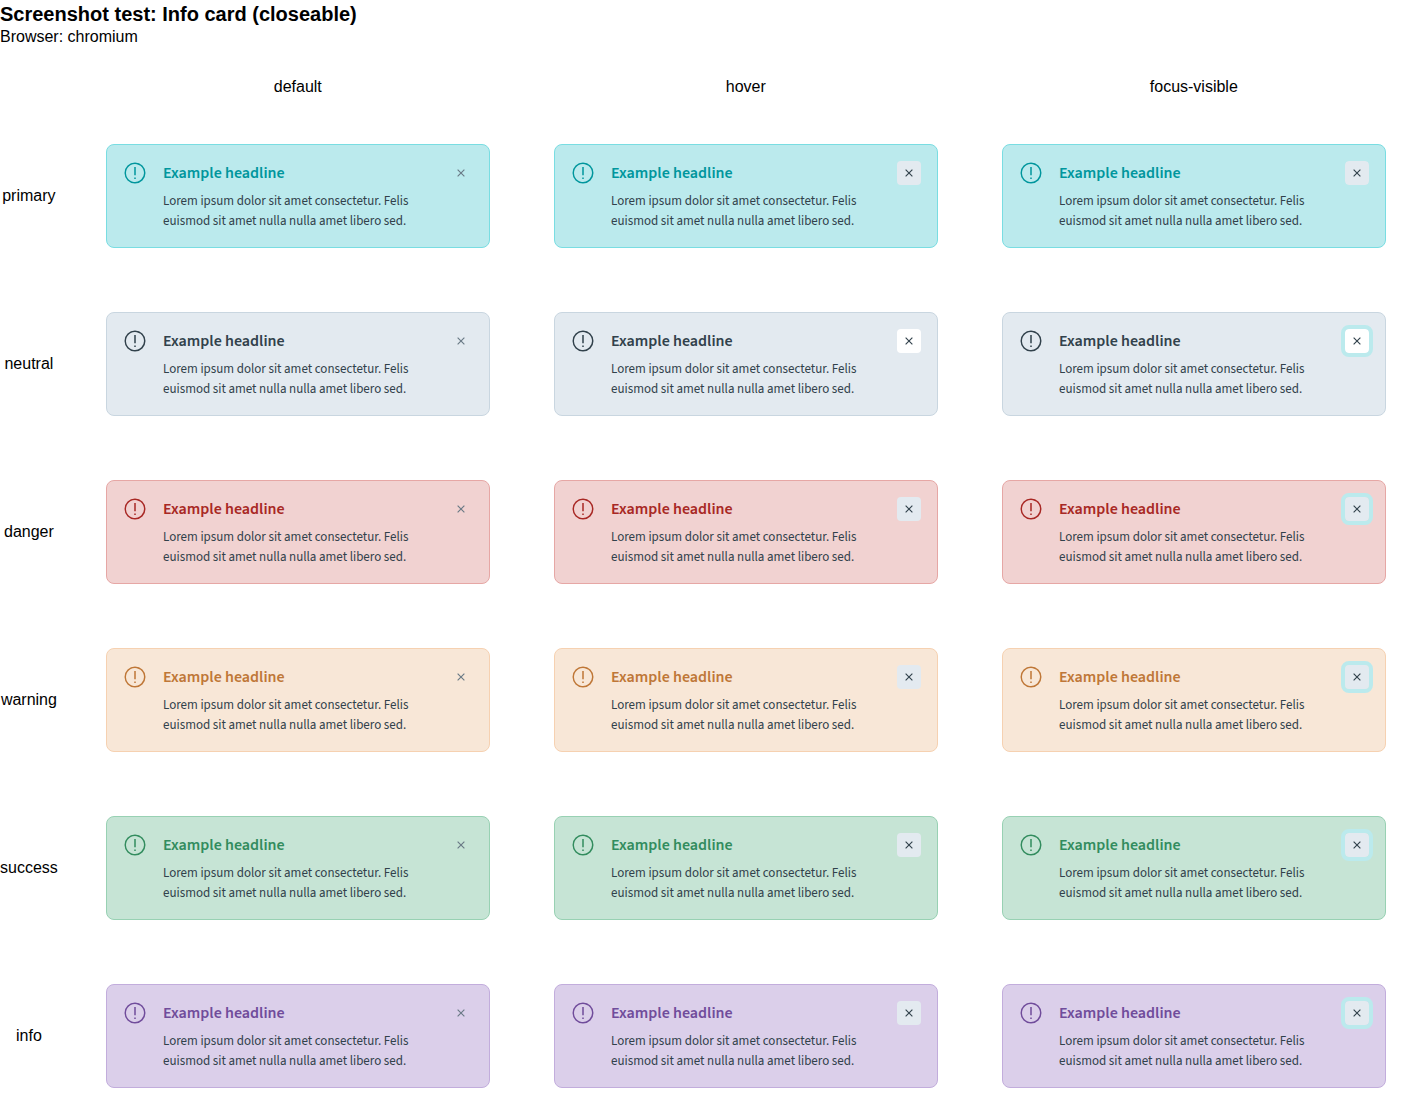 Screenshot test: Info card (closeable)
Browser: chromium
default hover focus-visible
primary
Example headline
Lorem ipsum dolor sit amet consectetur. Felis
euismod sit amet nulla nulla amet libero sed.
Example headline
Lorem ipsum dolor sit amet consectetur. Felis
euismod sit amet nulla nulla amet libero sed.
Example headline
Lorem ipsum dolor sit amet consectetur. Felis
euismod sit amet nulla nulla amet libero sed.
neutral
Example headline
Lorem ipsum dolor sit amet consectetur. Felis
euismod sit amet nulla nulla amet libero sed.
Example headline
Lorem ipsum dolor sit amet consectetur. Felis
euismod sit amet nulla nulla amet libero sed.
Example headline
Lorem ipsum dolor sit amet consectetur. Felis
euismod sit amet nulla nulla amet libero sed.
danger
Example headline
Lorem ipsum dolor sit amet consectetur. Felis
euismod sit amet nulla nulla amet libero sed.
Example headline
Lorem ipsum dolor sit amet consectetur. Felis
euismod sit amet nulla nulla amet libero sed.
Example headline
Lorem ipsum dolor sit amet consectetur. Felis
euismod sit amet nulla nulla amet libero sed.
warning
Example headline
Lorem ipsum dolor sit amet consectetur. Felis
euismod sit amet nulla nulla amet libero sed.
Example headline
Lorem ipsum dolor sit amet consectetur. Felis
euismod sit amet nulla nulla amet libero sed.
Example headline
Lorem ipsum dolor sit amet consectetur. Felis
euismod sit amet nulla nulla amet libero sed.
success
Example headline
Lorem ipsum dolor sit amet consectetur. Felis
euismod sit amet nulla nulla amet libero sed.
Example headline
Lorem ipsum dolor sit amet consectetur. Felis
euismod sit amet nulla nulla amet libero sed.
Example headline
Lorem ipsum dolor sit amet consectetur. Felis
euismod sit amet nulla nulla amet libero sed.
info
Example headline
Lorem ipsum dolor sit amet consectetur. Felis
euismod sit amet nulla nulla amet libero sed.
Example headline
Lorem ipsum dolor sit amet consectetur. Felis
euismod sit amet nulla nulla amet libero sed.
Example headline
Lorem ipsum dolor sit amet consectetur. Felis
euismod sit amet nulla nulla amet libero sed.